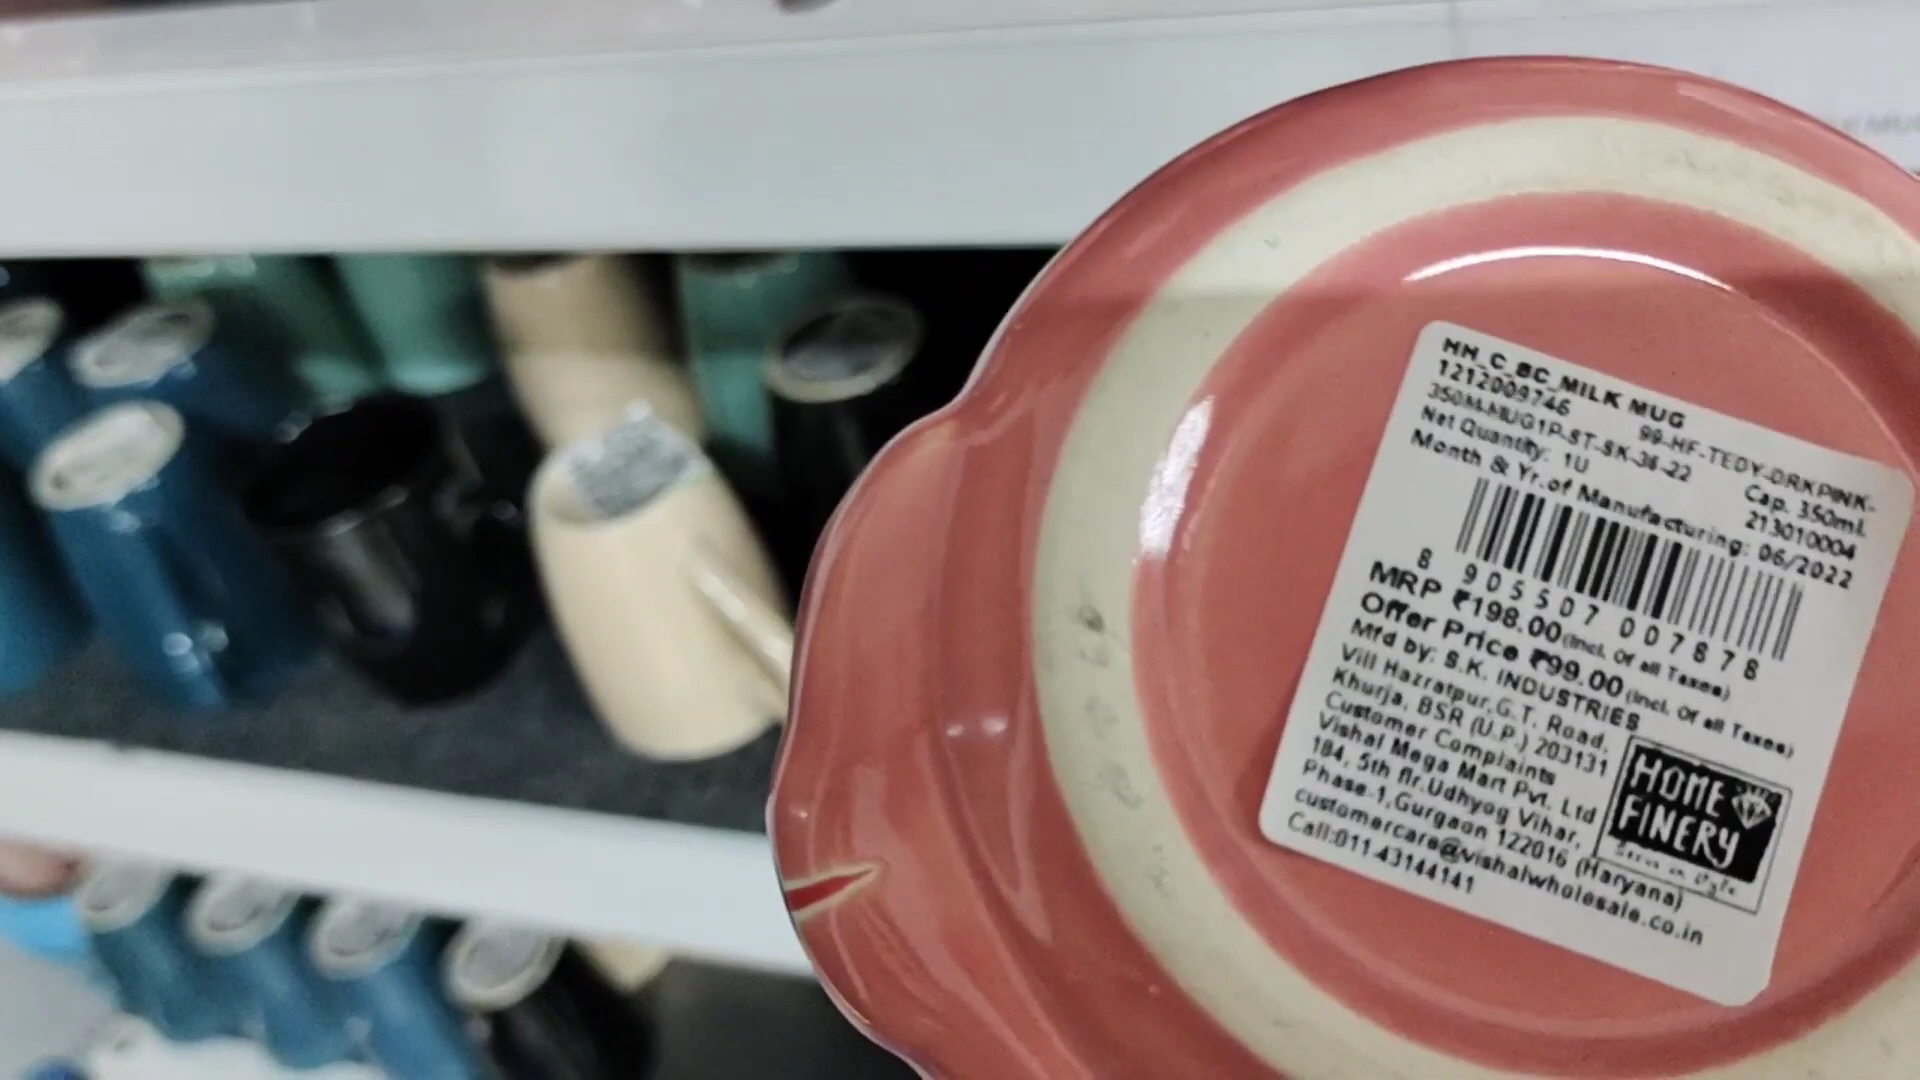 HH_C_BC_MILK MUG
1212009746 99-HF-TEDY-DRKPINK-
350M-MUG1P-ST-SK-36-22 Cap. 350ml.
Net Quantity: 1U 213010004
Month & Yr.of Manufacturing: 06/2022
8 905507 007878
MRP ₹198.00(Incl. Of all Taxes)
Offer Price ₹99.00 (Incl. Of all Taxes)
Mfd by: S.K. INDUSTRIES
Vill Hazratpur,G.T. Road,
Khurja, BSR (U.P.) 203131
Customer Complaints
Vishal Mega Mart Pvt. Ltd
184, 5th flr.Udhyog Vihar,
Phase-1,Gurgaon 122016 (Haryana)
customercare@vishalwholesale.co.in
Call:011-43144141
HOME
FINERY